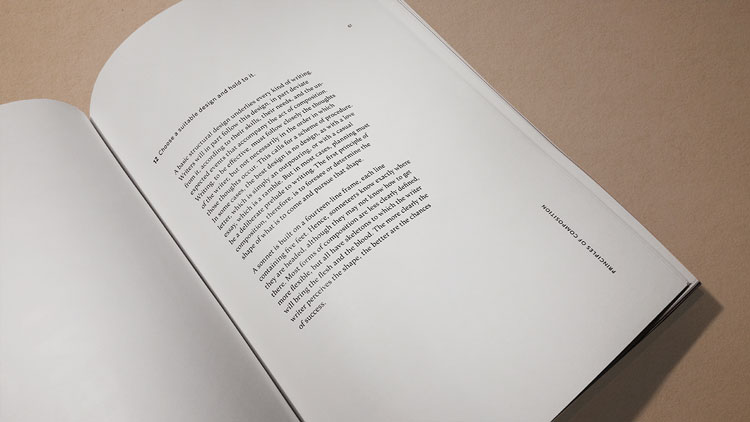 51
12 Choose a suitable design and hold to it.
A basic structural design underlies every kind of writing.
Writers will in part follow this design, in part deviate
from it, according to their skills, their needs, and the un-
expected events that accompany the act of composition.
Writing, to be effective, must follow closely the thoughts
of the writer, but not necessarily in the order in which
those thoughts occur. This calls for a scheme of procedure.
In some cases, the best design is no design, as with a love
letter, which is simply an outpouring, or with a casual
essay, which is a ramble. But in most cases, planning must
be a deliberate prelude to writing. The first principle of
composition, therefore, is to foresee or determine the
shape of what is to come and pursue that shape.
A sonnet is built on a fourteen-line frame, each line
containing five feet. Hence, sonneteers know exactly where
they are headed, although they may not know how to get
there. Most forms of composition are less clearly defined,
more flexible, but all have skeletons to which the writer
will bring the flesh and the blood. The more clearly the
writer perceives the shape, the better are the chances
of success.
PRINCIPLES OF COMPOSITION